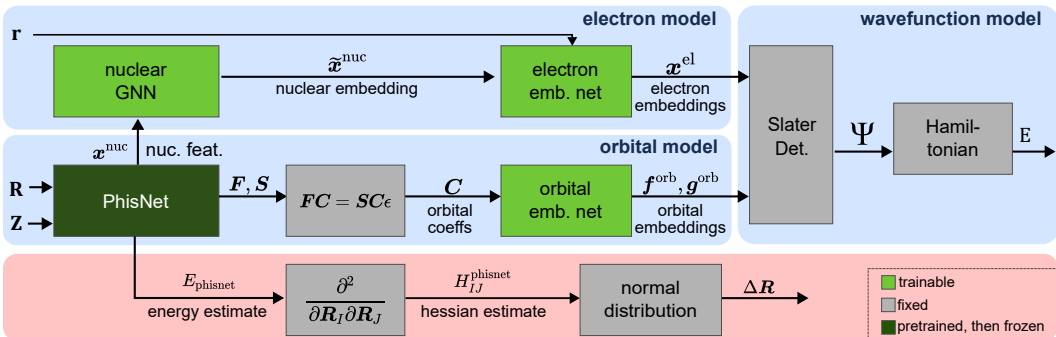 electron model
wavefunction model
r
nuclear
GNN
x̃^nuc
nuclear embedding
electron
emb. net
x^el
electron
embeddings
x^nuc
nuc. feat.
orbital model
R
Z
PhisNet
F, S
FC = SCϵ
C
orbital
coeffs
orbital
emb. net
f^orb, g^orb
orbital
embeddings
Slater
Det.
Ψ
Hamil-
tonian
E
E_phisnet
energy estimate
∂²
∂R_I∂R_J
H_IJ^phisnet
hessian estimate
normal
distribution
ΔR
trainable
fixed
pretrained, then frozen